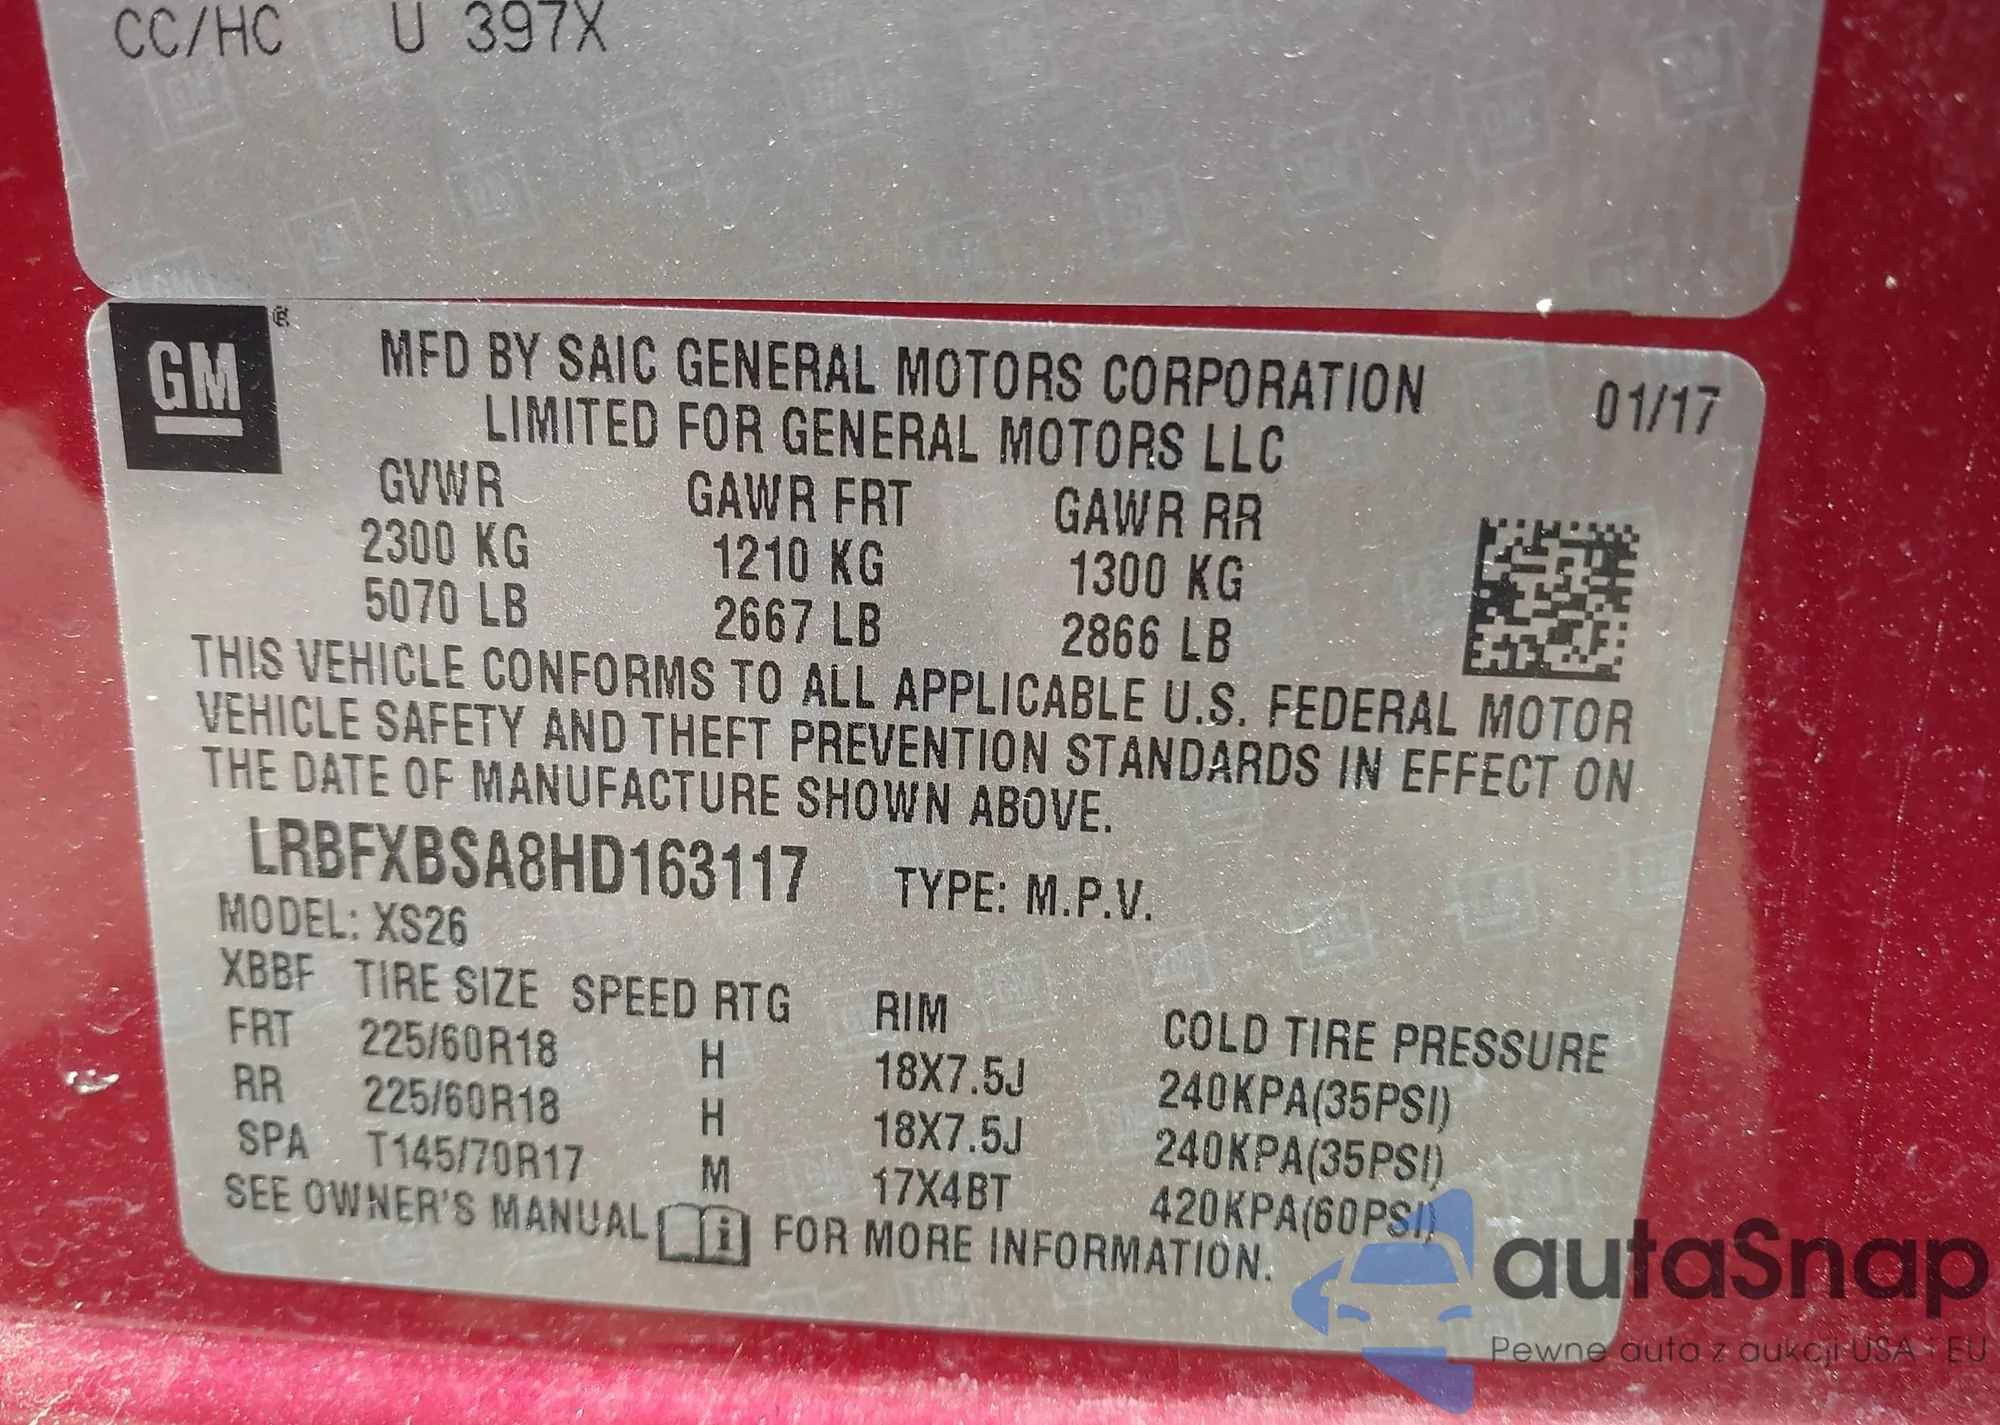 CC/HC U 397X
GM ®
MFD BY SAIC GENERAL MOTORS CORPORATION 01/17
LIMITED FOR GENERAL MOTORS LLC
GVWR GAWR FRT GAWR RR
2300 KG 1210 KG 1300 KG
5070 LB 2667 LB 2866 LB
THIS VEHICLE CONFORMS TO ALL APPLICABLE U.S. FEDERAL MOTOR
VEHICLE SAFETY AND THEFT PREVENTION STANDARDS IN EFFECT ON
THE DATE OF MANUFACTURE SHOWN ABOVE.
LRBFXBSA8HD163117 TYPE: M.P.V.
MODEL: XS26
XBBF TIRE SIZE SPEED RTG RIM COLD TIRE PRESSURE
FRT 225/60R18 H 18X7.5J 240KPA(35PSI)
RR 225/60R18 H 18X7.5J 240KPA(35PSI)
SPA T145/70R17 M 17X4BT 420KPA(60PSI)
SEE OWNER'S MANUAL i FOR MORE INFORMATION.
autaSnap
Pewne auta z aukcji USA i EU